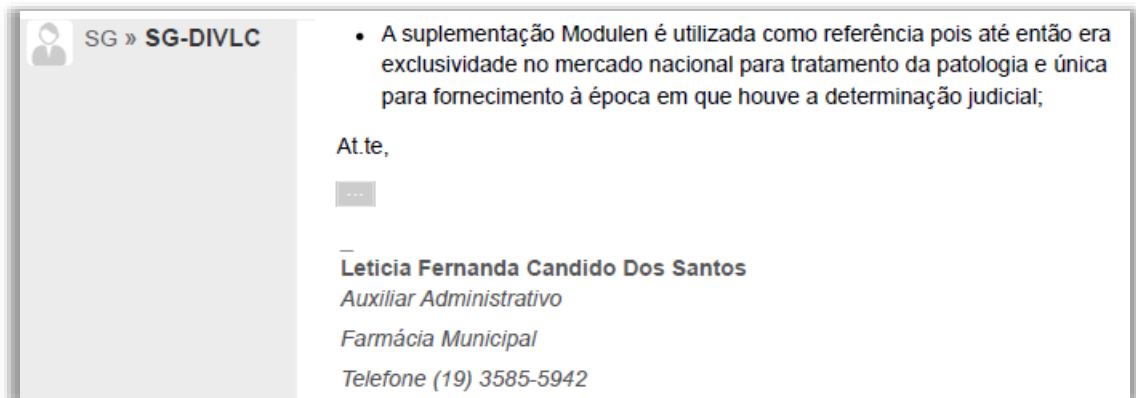 SG » SG-DIVLC
• A suplementação Modulen é utilizada como referência pois até então era
exclusividade no mercado nacional para tratamento da patologia e única
para fornecimento à época em que houve a determinação judicial;
At.te,
...
_
Leticia Fernanda Candido Dos Santos
Auxiliar Administrativo
Farmácia Municipal
Telefone (19) 3585-5942